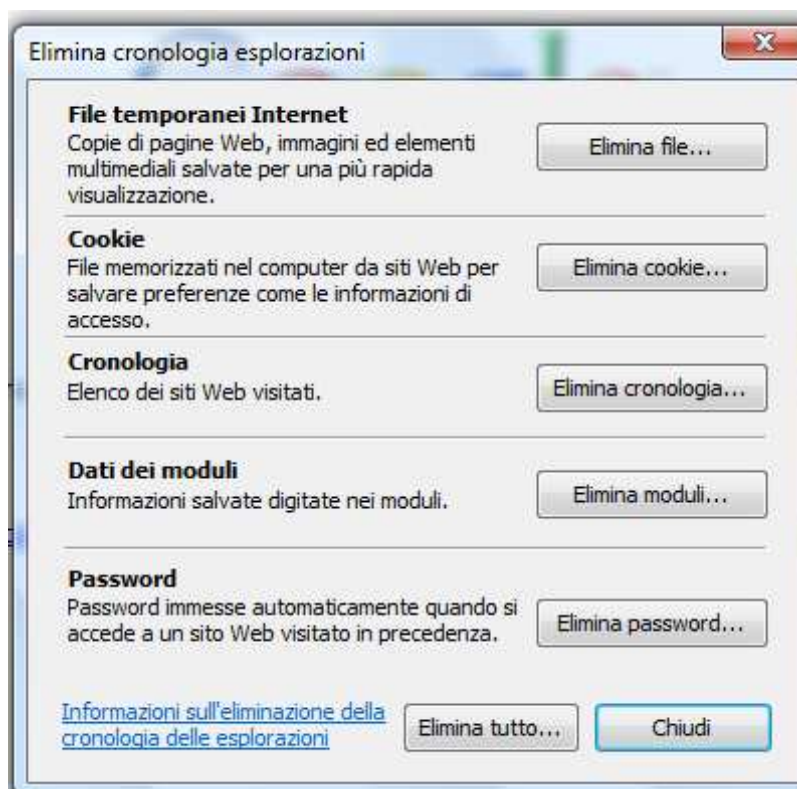 Elimina cronologia esplorazioni
File temporanei Internet
Copie di pagine Web, immagini ed elementi
multimediali salvate per una più rapida
visualizzazione.
Elimina file...
Cookie
File memorizzati nel computer da siti Web per
salvare preferenze come le informazioni di
accesso.
Elimina cookie...
Cronologia
Elenco dei siti Web visitati.
Elimina cronologia...
Dati dei moduli
Informazioni salvate digitate nei moduli.
Elimina moduli...
Password
Password immesse automaticamente quando si
accede a un sito Web visitato in precedenza.
Elimina password...
Informazioni sull'eliminazione della
cronologia delle esplorazioni
Elimina tutto...
Chiudi